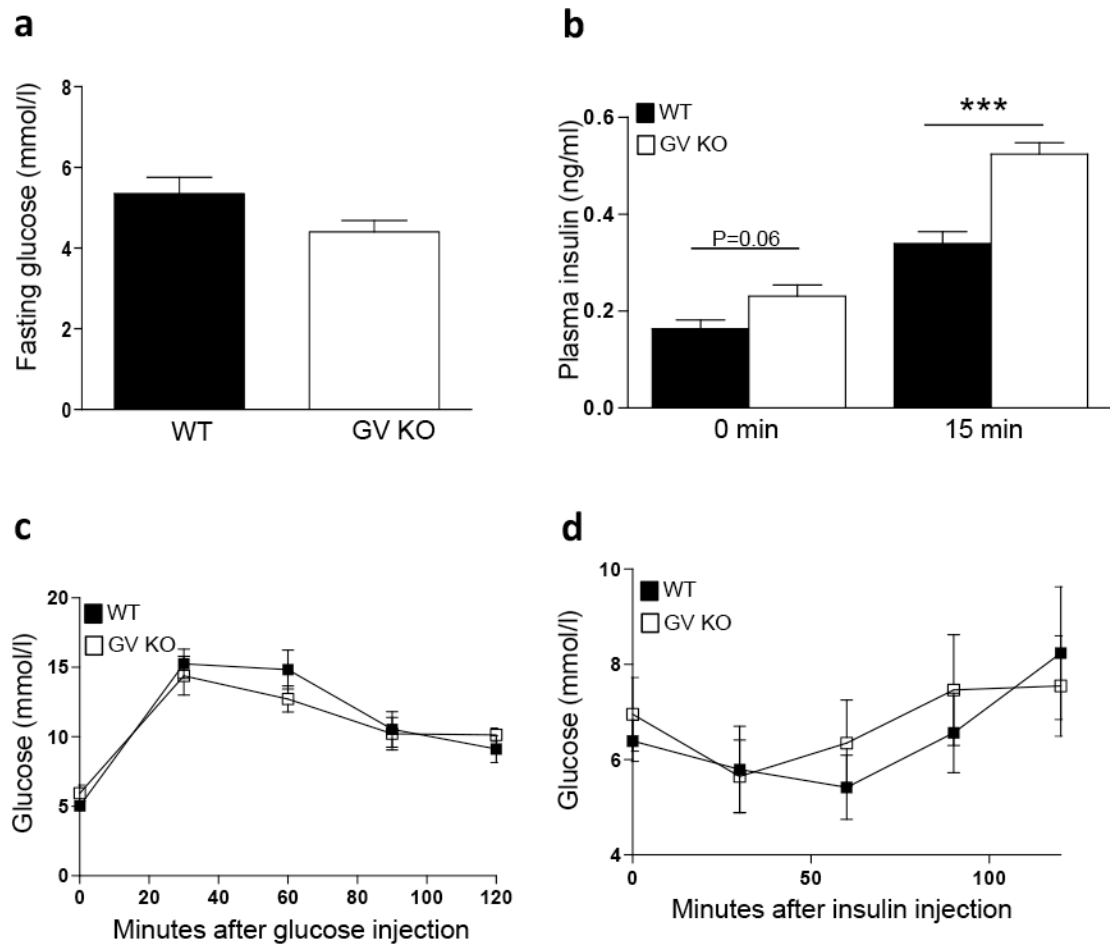 a
Fasting glucose (mmol/l)
8
6
4
2
0
WT
GV KO
b
Plasma insulin (ng/ml)
WT
GV KO
0.6
0.4
0.2
0.0
P=0.06
***
0 min
15 min
c
Glucose (mmol/l)
WT
GV KO
20
15
10
5
0
0 20 40 60 80 100 120
Minutes after glucose injection
d
Glucose (mmol/l)
WT
GV KO
10
8
6
4
0 50 100
Minutes after insulin injection